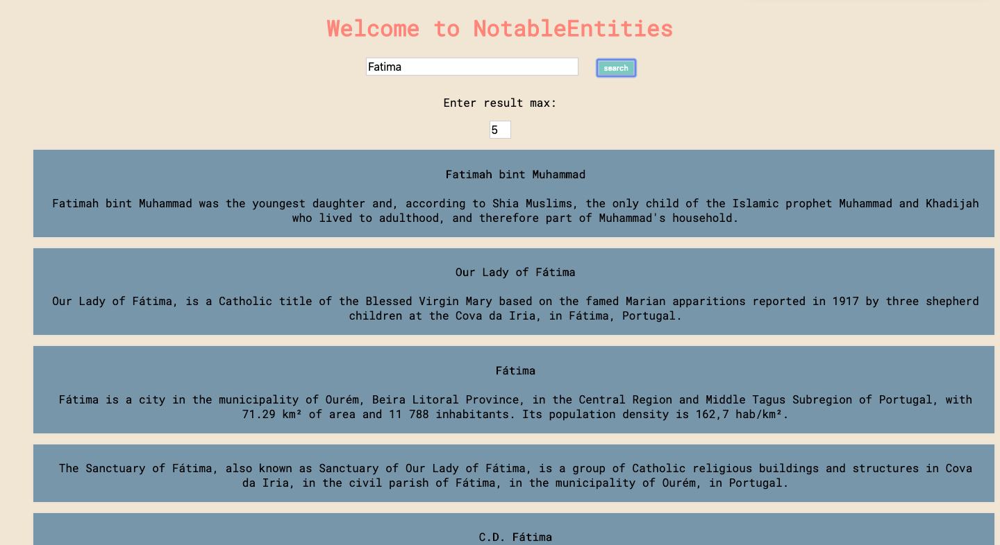 Welcome to NotableEntities
Fatima
search
Enter result max:
5
Fatimah bint Muhammad
Fatimah bint Muhammad was the youngest daughter and, according to Shia Muslims, the only child of the Islamic prophet Muhammad and Khadijah
who lived to adulthood, and therefore part of Muhammad's household.
Our Lady of Fátima
Our Lady of Fátima, is a Catholic title of the Blessed Virgin Mary based on the famed Marian apparitions reported in 1917 by three shepherd
children at the Cova da Iria, in Fátima, Portugal.
Fátima
Fátima is a city in the municipality of Ourém, Beira Litoral Province, in the Central Region and Middle Tagus Subregion of Portugal, with
71.29 km² of area and 11 788 inhabitants. Its population density is 162,7 hab/km².
The Sanctuary of Fátima, also known as Sanctuary of Our Lady of Fátima, is a group of Catholic religious buildings and structures in Cova
da Iria, in the civil parish of Fátima, in the municipality of Ourém, in Portugal.
C.D. Fátima